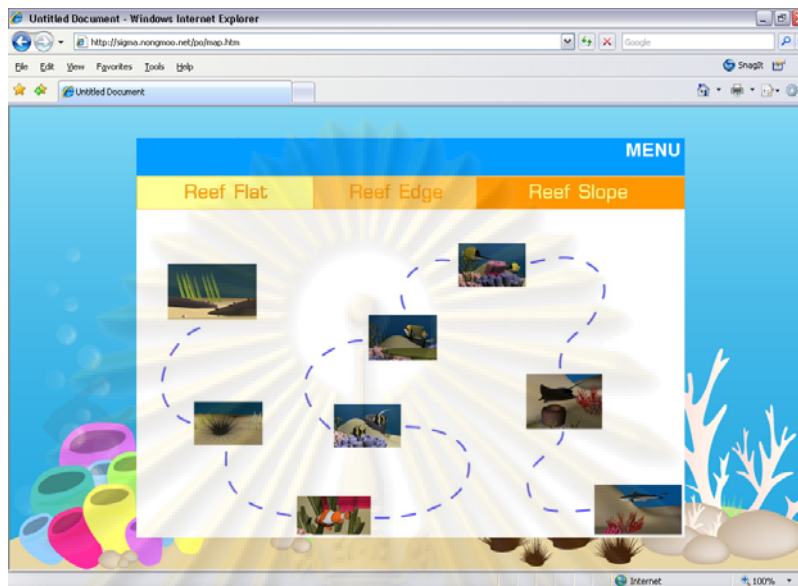 Untitled Document - Windows Internet Explorer
http://sigma.nongmoo.net/po/map.htm
Google
File Edit View Favorites Tools Help
SnagIt
Untitled Document
MENU
Reef Flat Reef Edge Reef Slope
Internet 100%